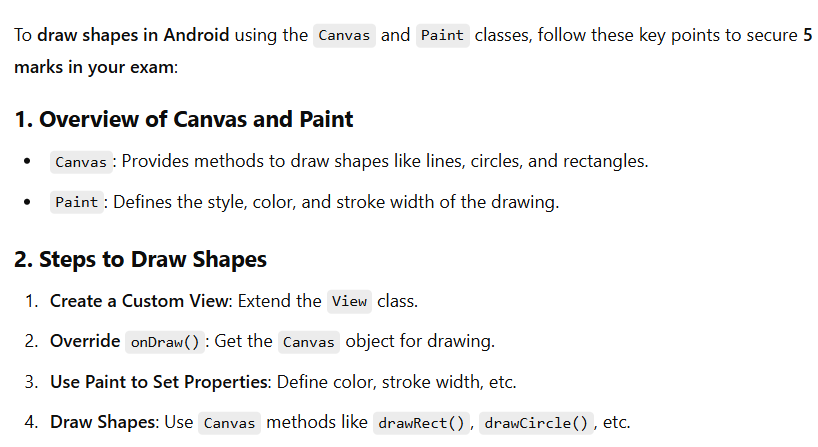 To draw shapes in Android using the Canvas and Paint classes, follow these key points to secure 5
marks in your exam:
1. Overview of Canvas and Paint
• Canvas : Provides methods to draw shapes like lines, circles, and rectangles.
• Paint : Defines the style, color, and stroke width of the drawing.
2. Steps to Draw Shapes
1. Create a Custom View: Extend the View class.
2. Override onDraw() : Get the Canvas object for drawing.
3. Use Paint to Set Properties: Define color, stroke width, etc.
4. Draw Shapes: Use Canvas methods like drawRect() , drawCircle() , etc.